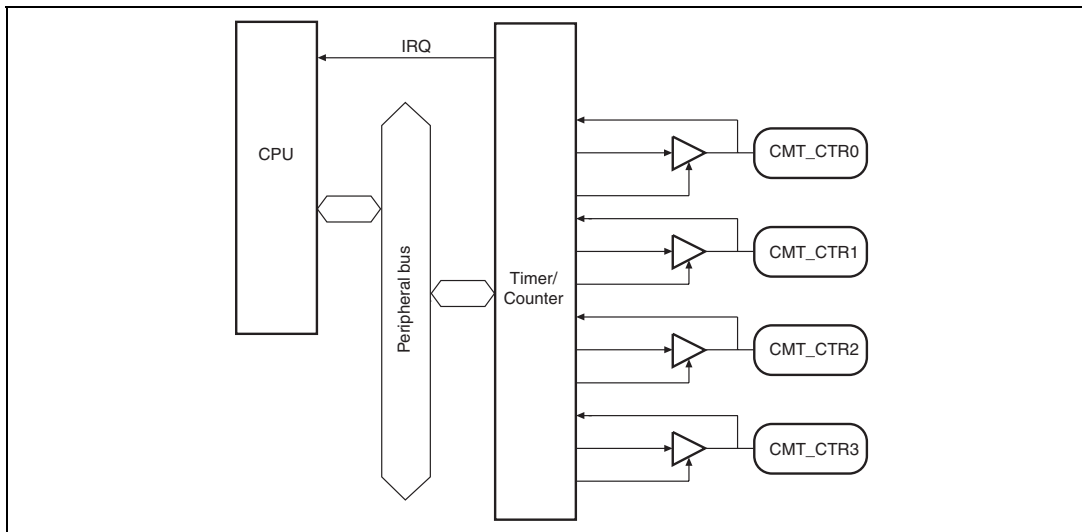 IRQ
CPU
Peripheral bus
Timer/
Counter
CMT_CTR0
CMT_CTR1
CMT_CTR2
CMT_CTR3